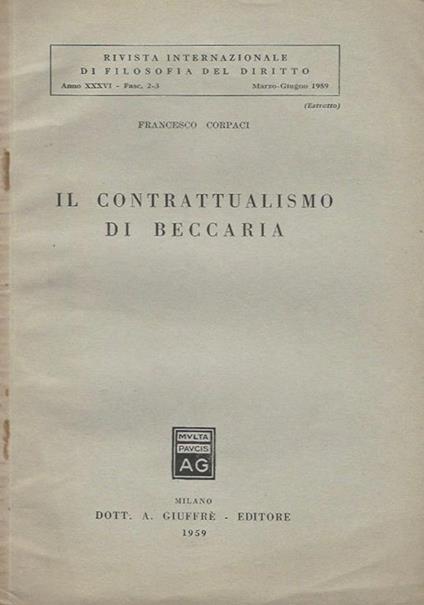 RIVISTA INTERNAZIONALE
DI FILOSOFIA DEL DIRITTO
Anno XXXVI - Fasc. 2-3 Marzo-Giugno 1959
(Estratto)
FRANCESCO CORPACI
IL CONTRATTUALISMO
DI BECCARIA
MVLTA
PAVCIS
AG
MILANO
DOTT. A. GIUFFRÈ - EDITORE
1959